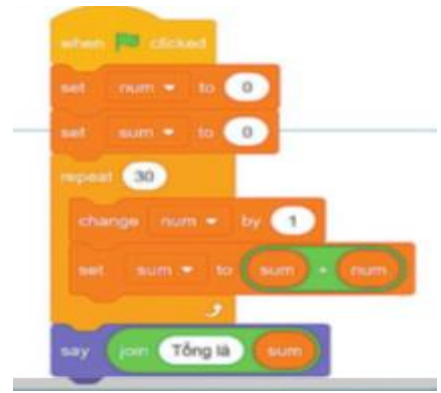 when clicked
set num to 0
set sum to 0
repeat 30
change num by 1
set sum to sum + num
say join Tổng là sum